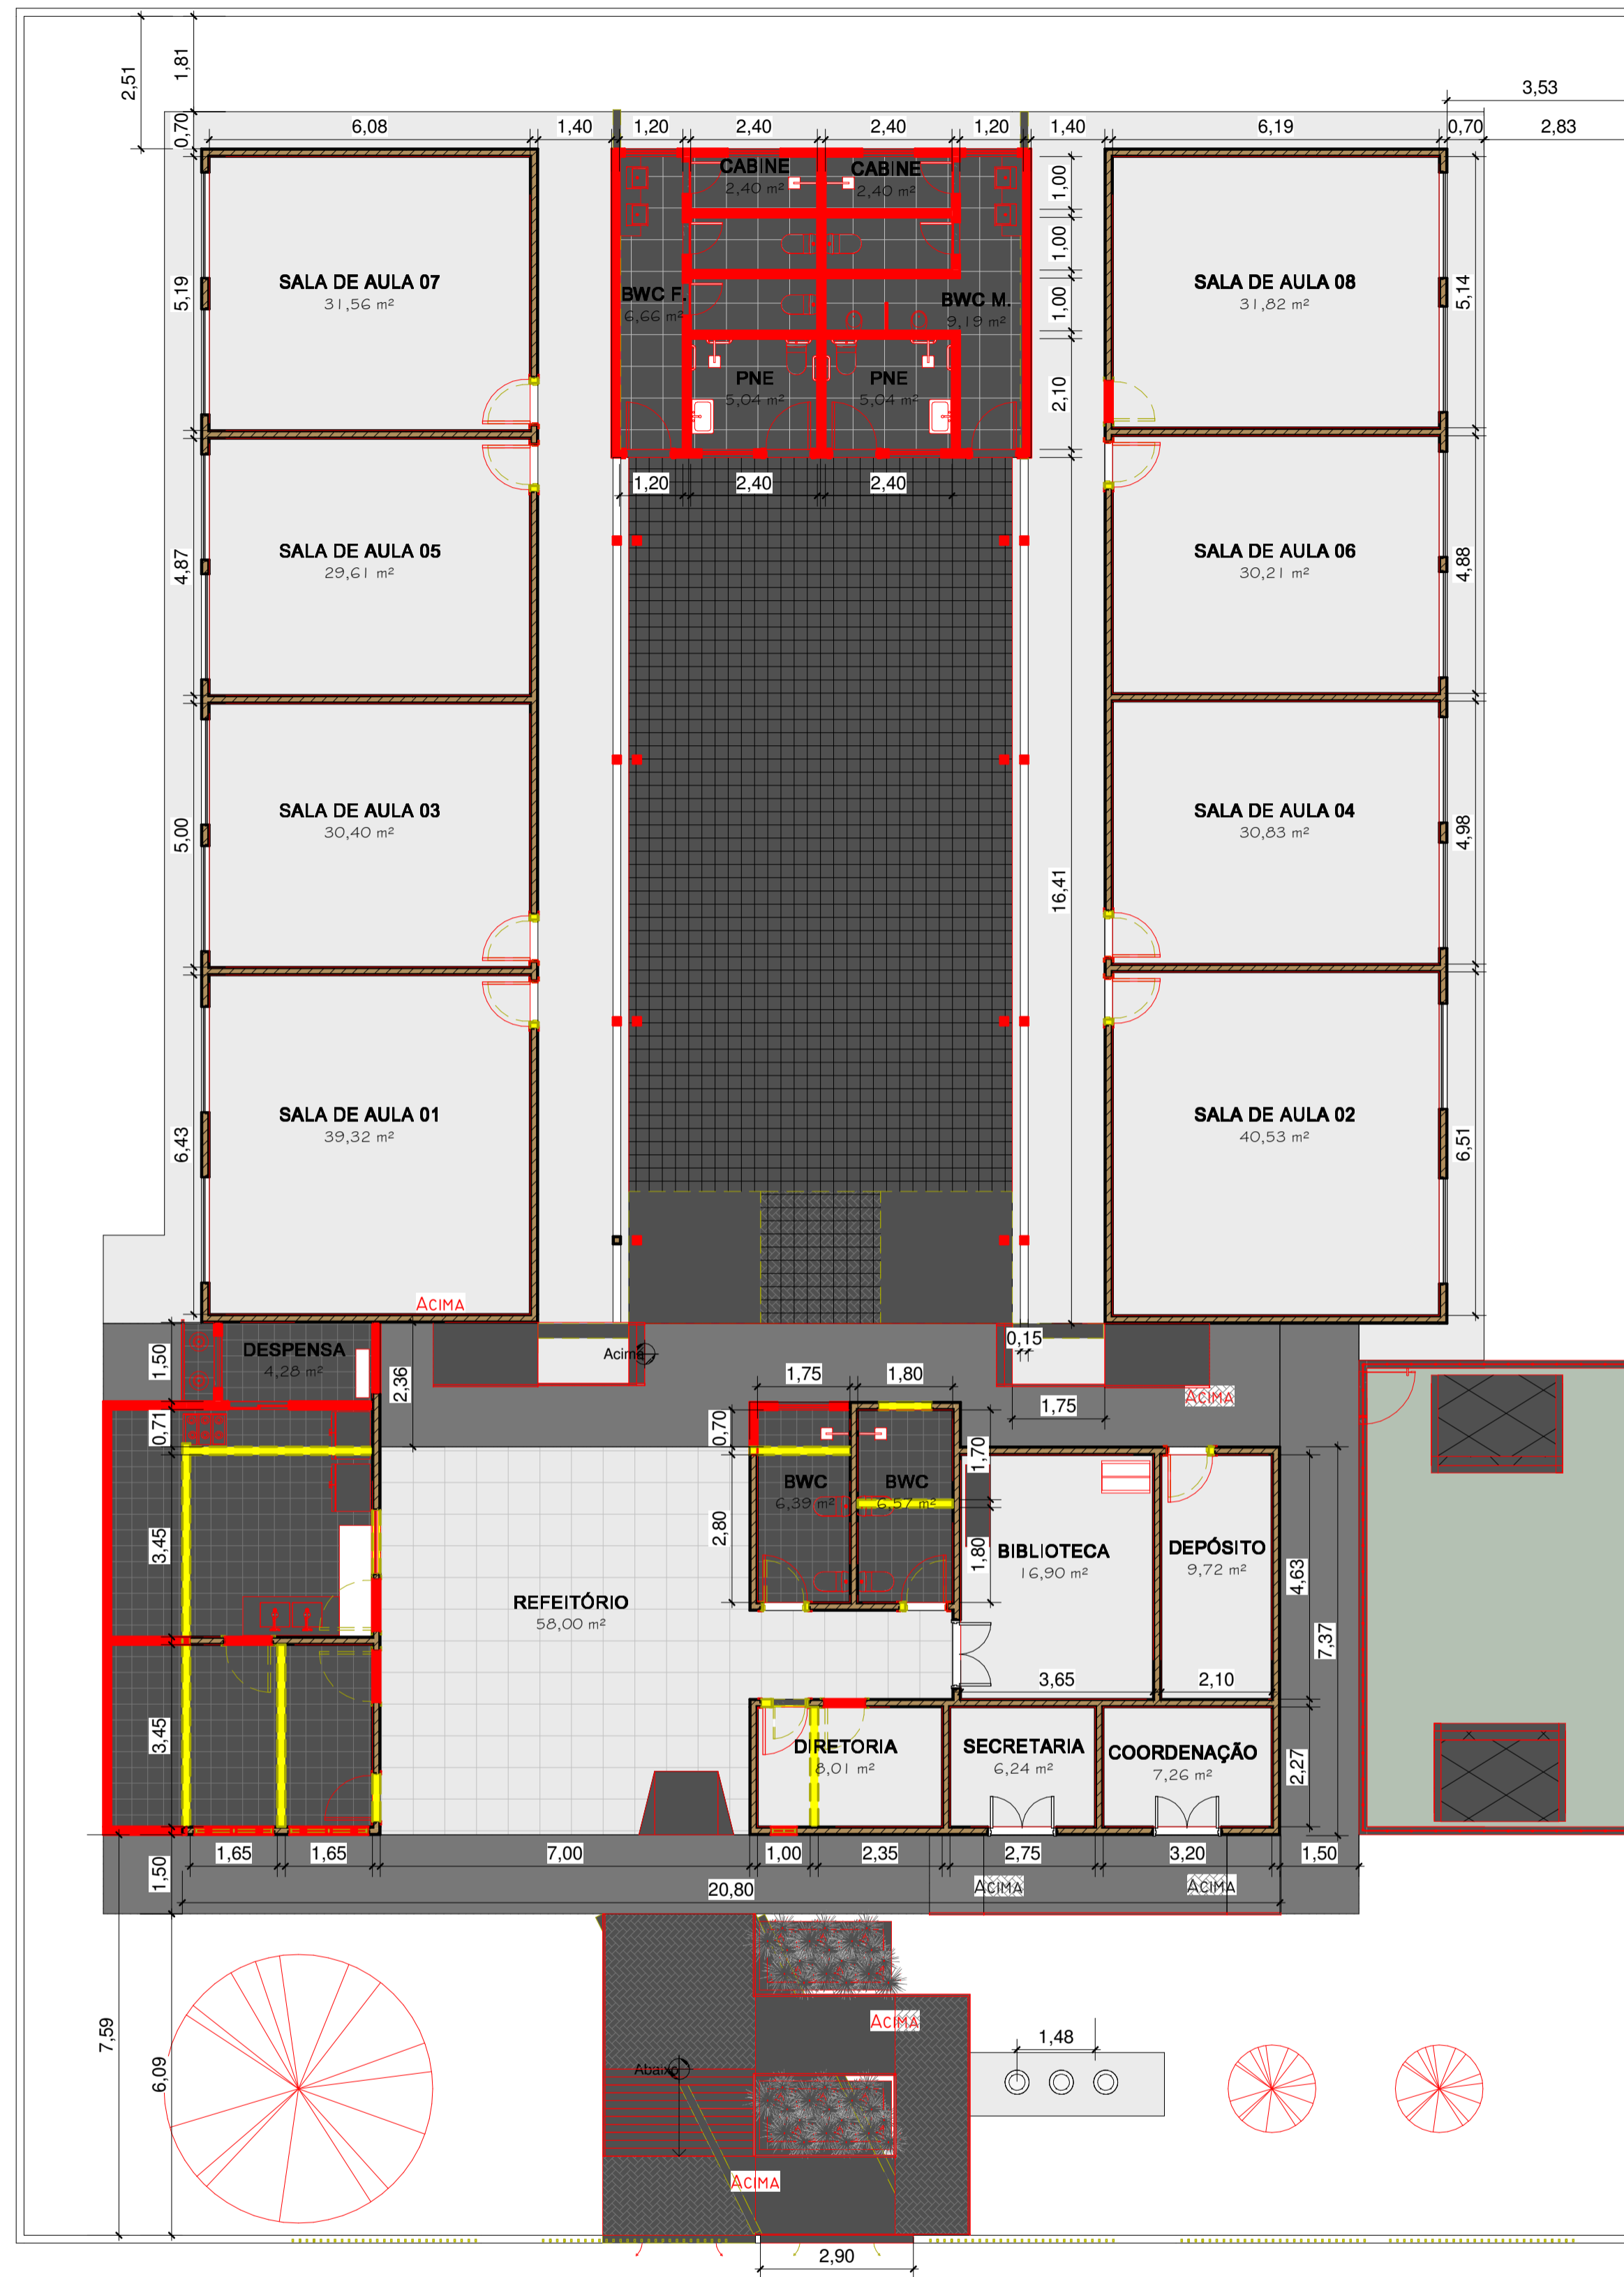 3,53
2,51
1,81
0,70
6,08
1,40
1,20
2,40
2,40
1,20
1,40
6,19
0,70
2,83
CABINE
2,40 m²
CABINE
2,40 m²
1,00
1,00
1,00
2,10
SALA DE AULA 07
31,56 m²
5,19
BWC F.
6,66 m²
BWC M.
9,19 m²
SALA DE AULA 08
31,82 m²
5,14
PNE
5,04 m²
PNE
5,04 m²
1,20
2,40
2,40
SALA DE AULA 05
29,61 m²
4,87
SALA DE AULA 06
30,21 m²
4,88
SALA DE AULA 03
30,40 m²
5,00
16,41
SALA DE AULA 04
30,83 m²
4,98
SALA DE AULA 01
39,32 m²
6,43
SALA DE AULA 02
40,53 m²
6,51
ACIMA
DESPENSA
4,28 m²
1,50
2,36
Acima
0,15
1,75
1,80
1,75
ACIMA
0,71
0,70
1,70
BWC
6,39 m²
BWC
6,57 m²
3,45
2,80
1,80
BIBLIOTECA
16,90 m²
DEPÓSITO
9,72 m²
4,63
REFEITÓRIO
58,00 m²
7,37
3,65
2,10
3,45
DIRETORIA
8,01 m²
SECRETARIA
6,24 m²
COORDENAÇÃO
7,26 m²
2,27
1,50
1,65
1,65
7,00
1,00
2,35
2,75
3,20
1,50
20,80
ACIMA
ACIMA
7,59
6,09
ACIMA
1,48
Abaixo
ACIMA
2,90